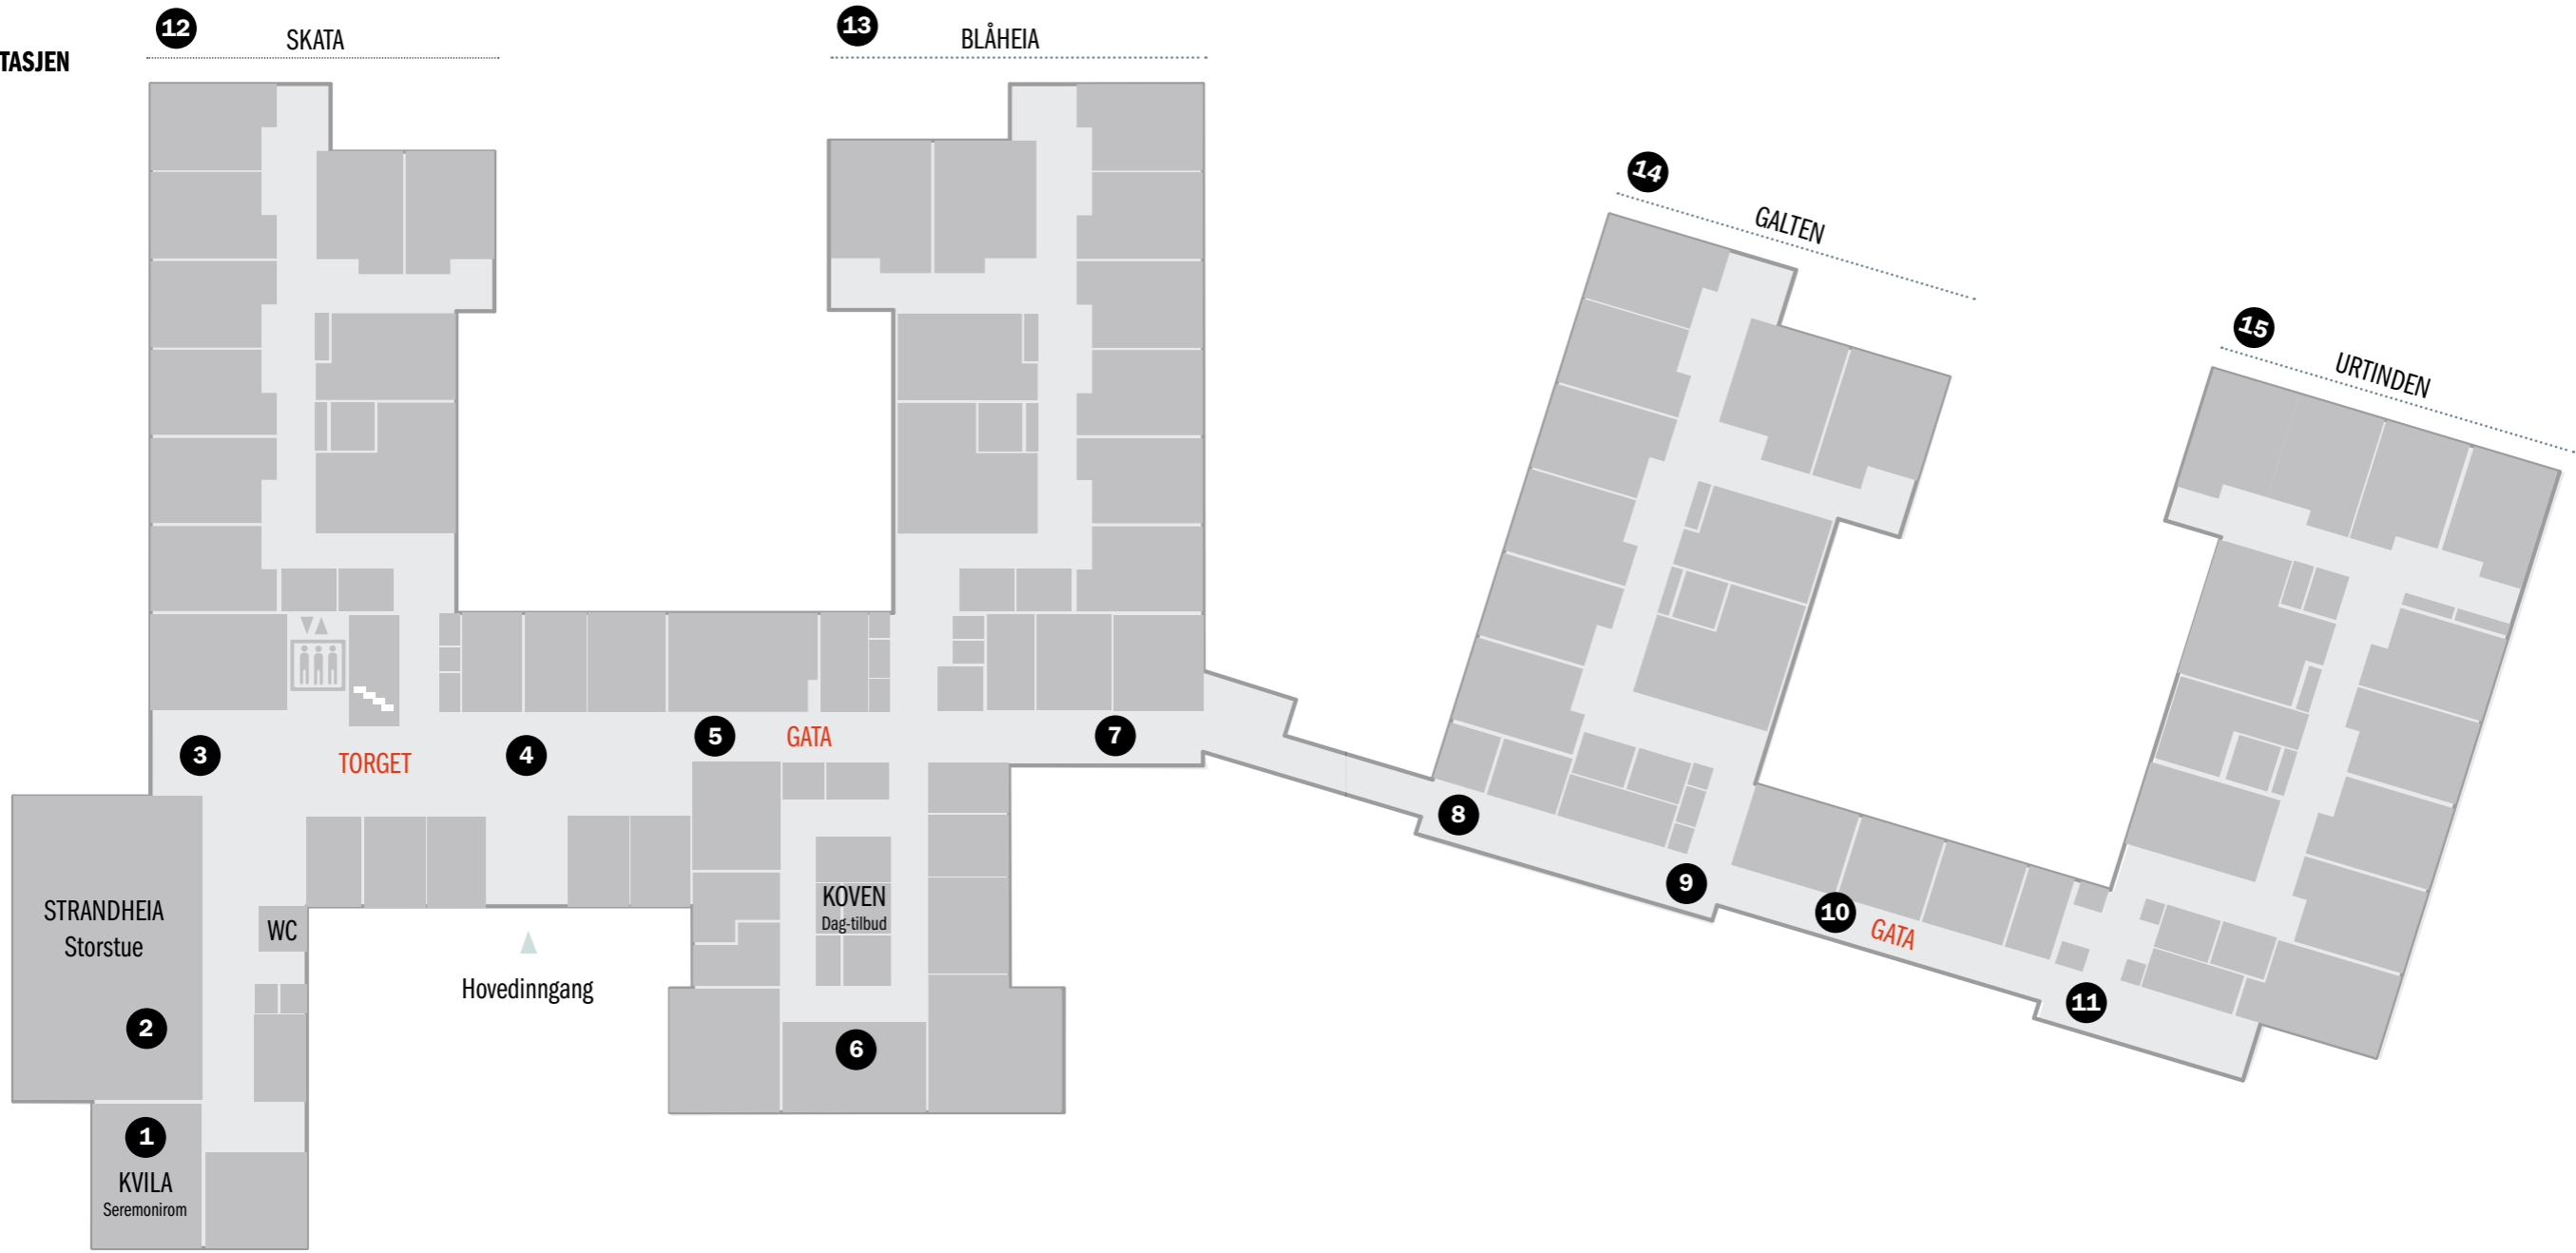 TASJEN
12
SKATA
13
BLÅHEIA
14
GALTEN
15
URTINDEN
3
TORGET
4
5
GATA
7
8
9
10
GATA
11
STRANDHEIA
Storstue
2
WC
Hovedinngang
KOVEN
Dag-tilbud
6
1
KVILA
Seremonirom